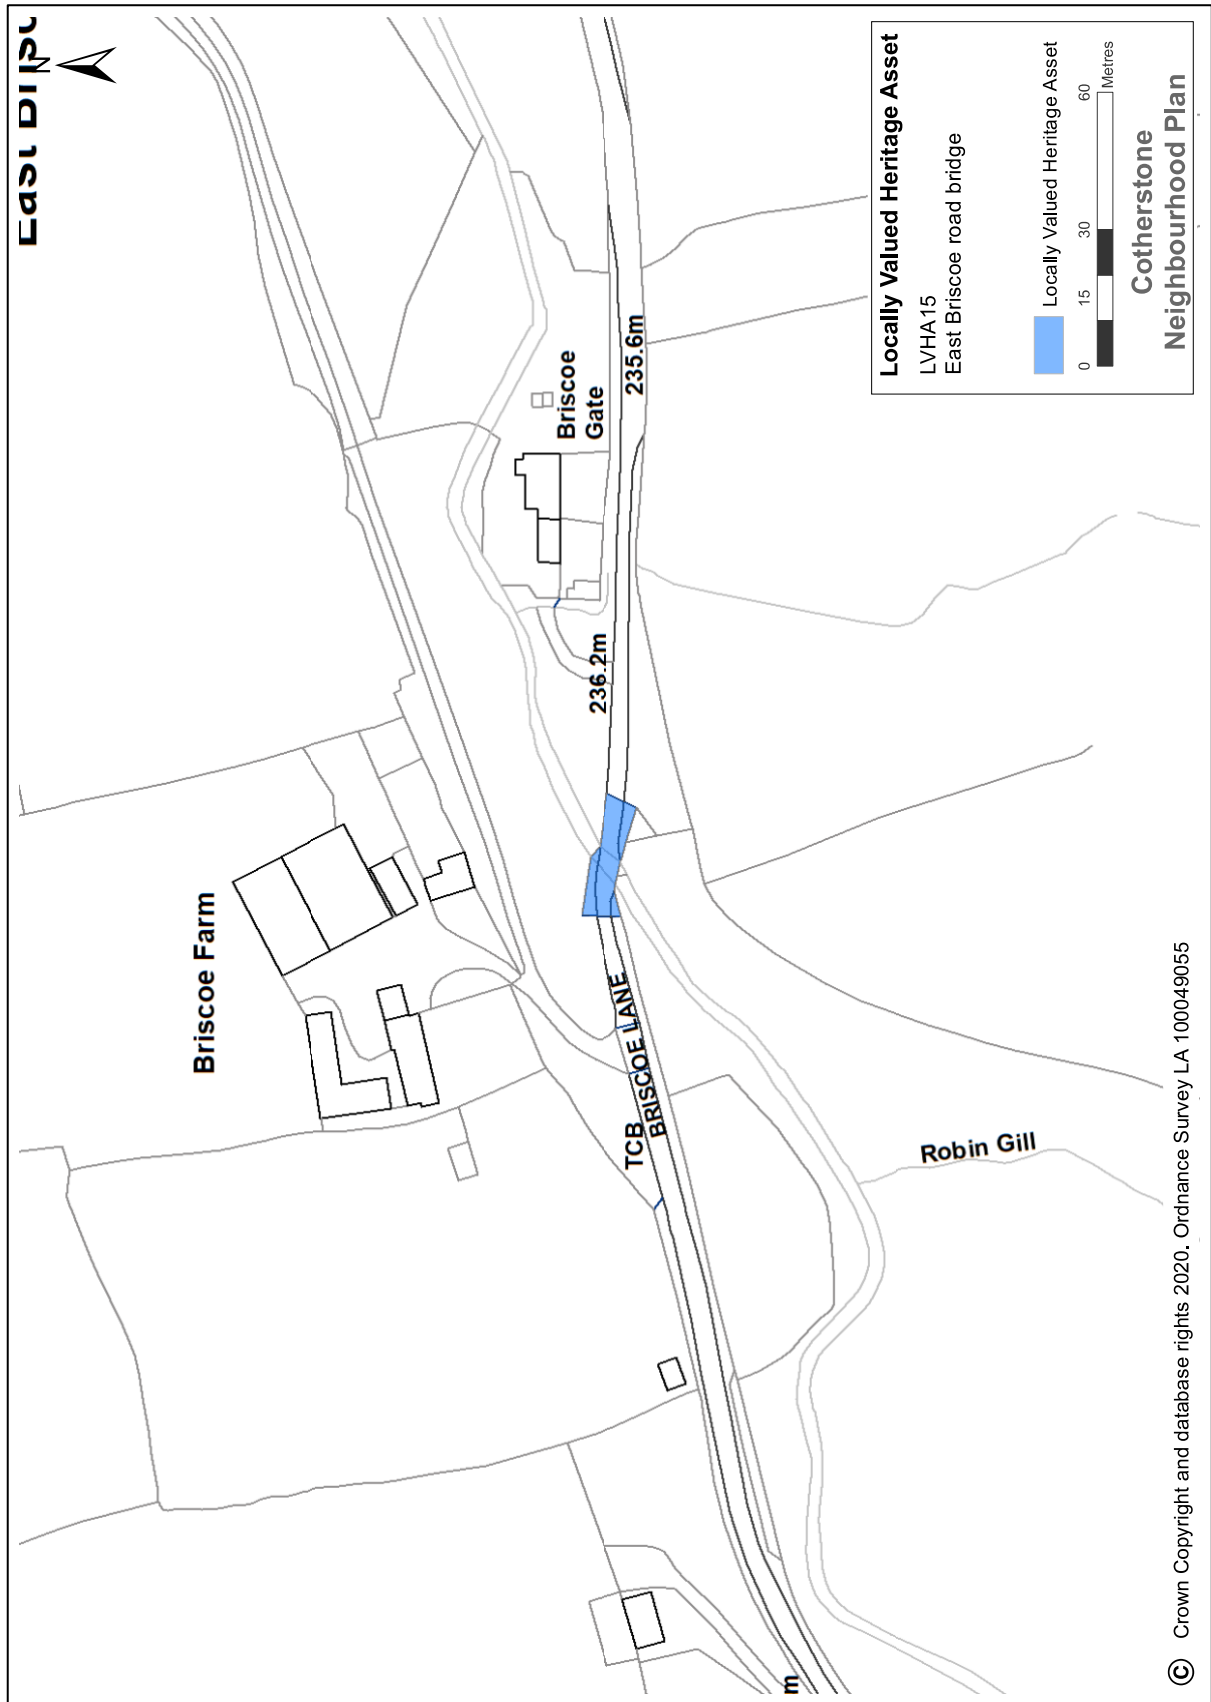 East Brisc
N
Briscoe Farm
Briscoe
Gate
236.2m
235.6m
TCB
BRISCOE LANE
Robin Gill
m
Locally Valued Heritage Asset
LVHA15
East Briscoe road bridge
Locally Valued Heritage Asset
0 15 30 60
Metres
Cotherstone
Neighbourhood Plan
© Crown Copyright and database rights 2020. Ordnance Survey LA 100049055